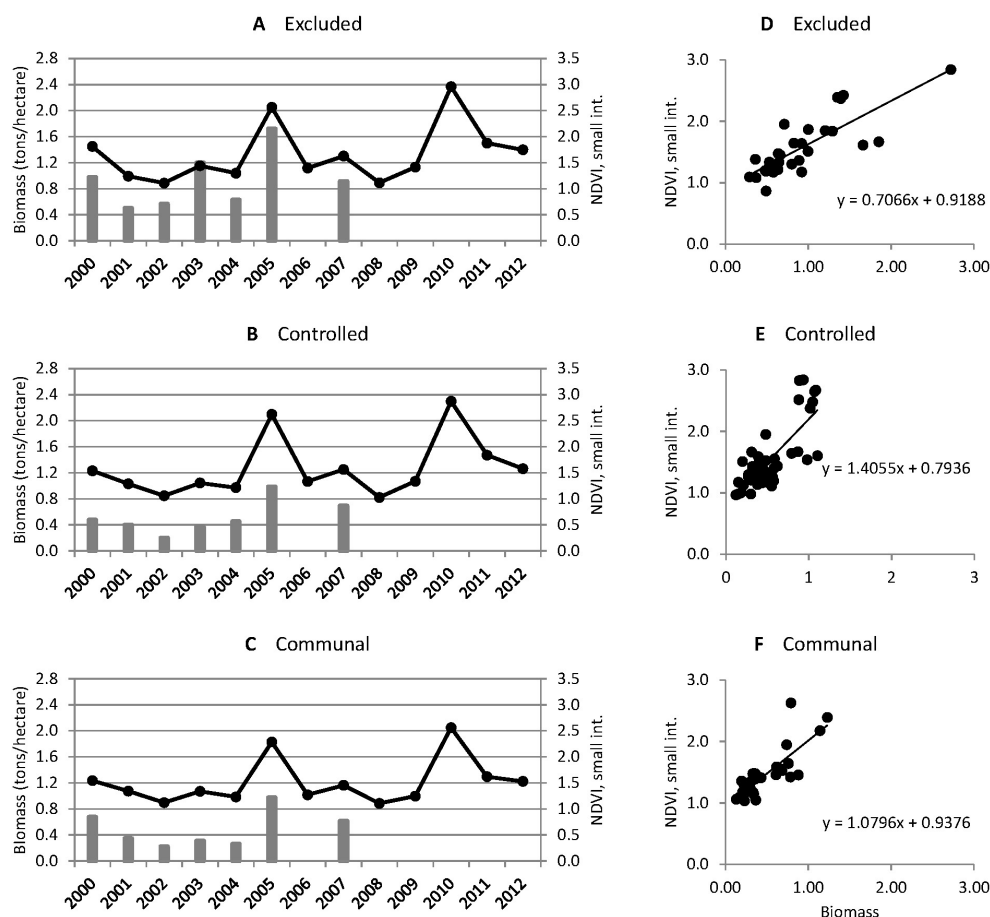 A Excluded
Biomass (tons/hectare)
2.8
2.4
2.0
1.6
1.2
0.8
0.4
0.0
3.5
3.0
2.5
2.0
1.5
1.0
0.5
0.0
NDVI, small int.
2000 2001 2002 2003 2004 2005 2006 2007 2008 2009 2010 2011 2012
D Excluded
NDVI, small int.
3.0
2.0
1.0
0.0
y = 0.7066x + 0.9188
0.00 1.00 2.00 3.00
B Controlled
Biomass (tons/hectare)
2.8
2.4
2.0
1.6
1.2
0.8
0.4
0.0
3.5
3.0
2.5
2.0
1.5
1.0
0.5
0.0
NDVI, small int.
2000 2001 2002 2003 2004 2005 2006 2007 2008 2009 2010 2011 2012
E Controlled
NDVI, small int.
3.0
2.0
1.0
0.0
y = 1.4055x + 0.7936
0 1 2 3
C Communal
BIomass (tons/hectare)
2.8
2.4
2.0
1.6
1.2
0.8
0.4
0.0
3.5
3.0
2.5
2.0
1.5
1.0
0.5
0.0
NDVI, small int.
2000 2001 2002 2003 2004 2005 2006 2007 2008 2009 2010 2011 2012
F Communal
NDVI, small int.
3.0
2.0
1.0
0.0
y = 1.0796x + 0.9376
0.00 1.00 2.00 3.00
Biomass